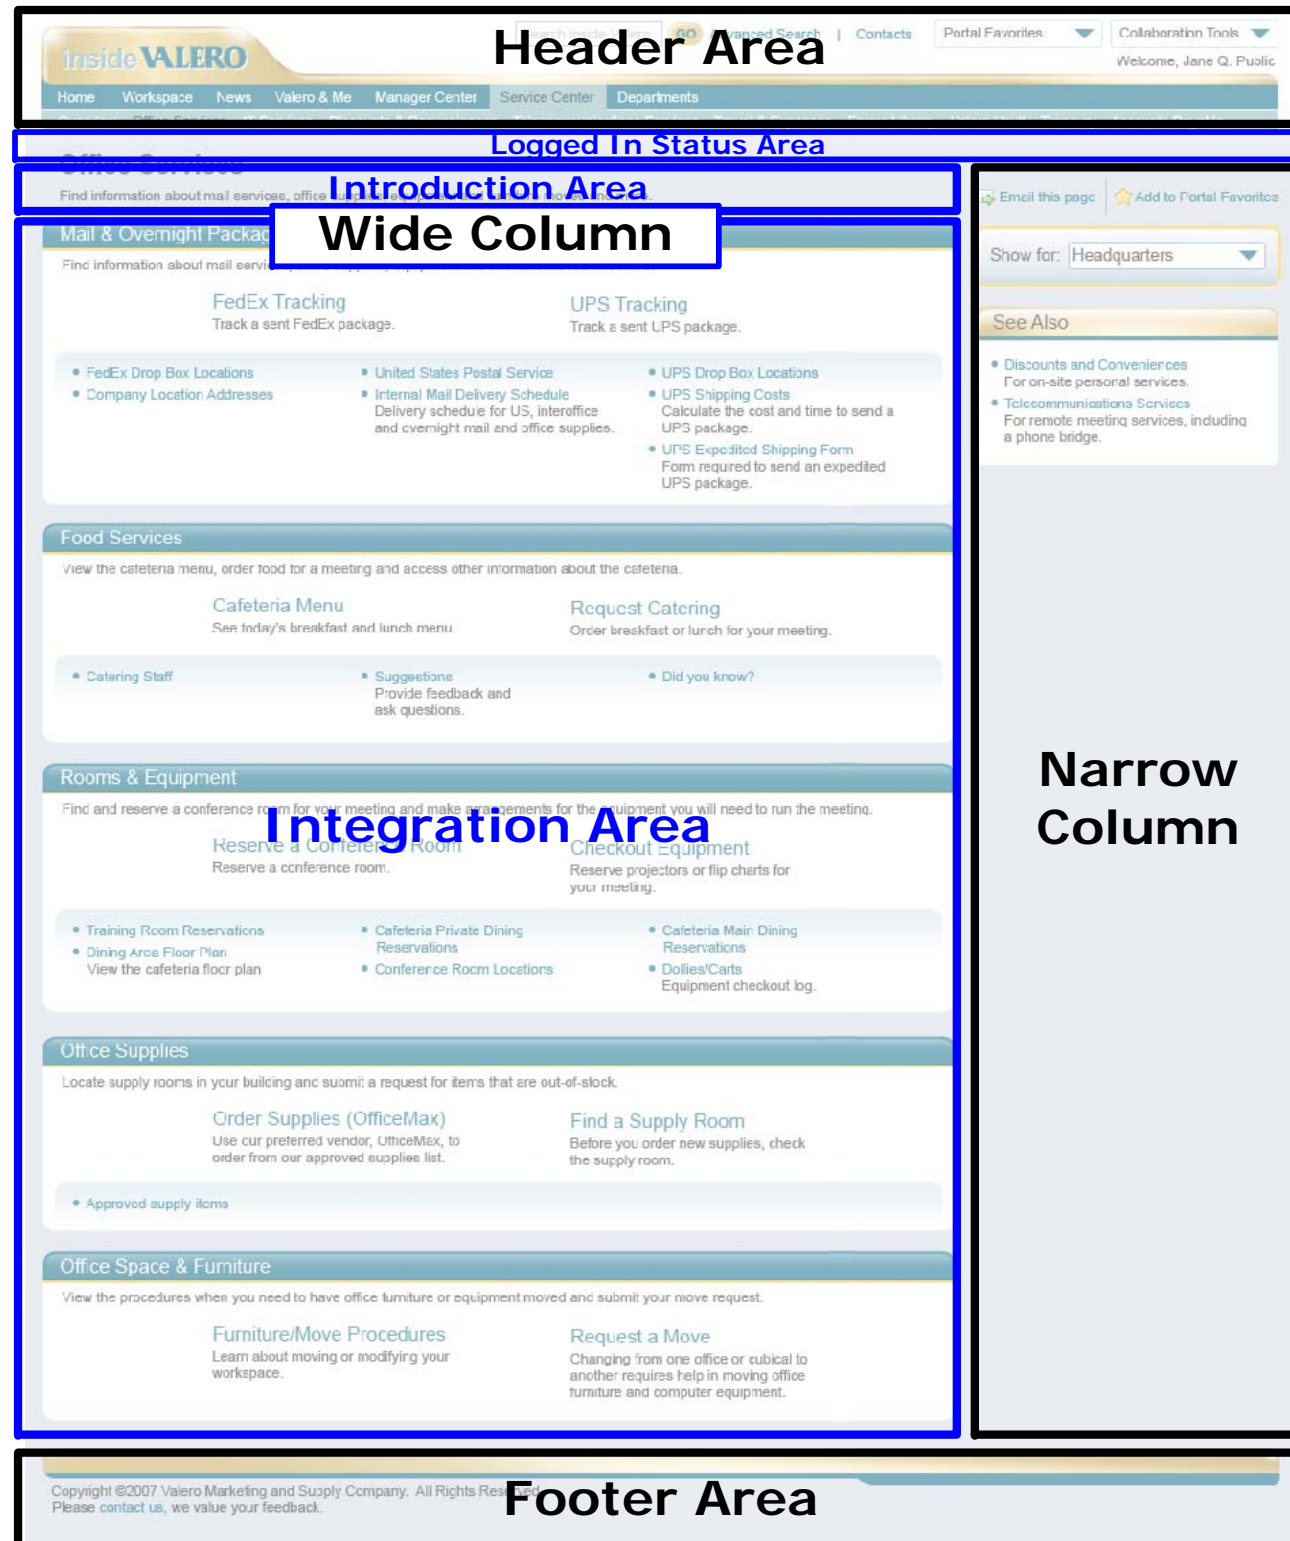 Header Area
GO Advanced Search | Contacts
Portal Favorites
Collaboration Tools
inside VALERO
Welcome, Jane Q. Public
Home Workspace News Valero & Me Manager Center Service Center Departments
Logged In Status Area
Office Services
Introduction Area
Find information about mail services, office
Email this page
Add to Portal Favorites
Wide Column
Mail & Overnight
Find information about mail
Show for: Headquarters
FedEx Tracking
Track a sent FedEx package.
UPS Tracking
Track a sent UPS package.
See Also
• Discounts and Conveniences
For on-site personal services.
• Telecommunications Services
For remote meeting services, including
a phone bridge.
• FedEx Drop Box Locations
• Company Location Addresses
• United States Postal Service
• Internal Mail Delivery Schedule
Delivery schedule for US, interoffice
and overnight mail and office supplies.
• UPS Drop Box Locations
• UPS Shipping Costs
Calculate the cost and time to send a
UPS package.
• UPS Expedited Shipping Form
Form required to send an expedited
UPS package.
Food Services
View the cafeteria menu, order food for a meeting and access other information about the cafeteria.
Cafeteria Menu
See today's breakfast and lunch menu
Request Catering
Order breakfast or lunch for your meeting.
• Catering Staff
• Suggestions
Provide feedback and
ask questions.
• Did you know?
Narrow
Column
Rooms & Equipment
Find and reserve a conference room for your meeting and make arrangements for the equipment you will need to run the meeting.
Integration Area
Reserve a Conference Room
Reserve a conference room.
Checkout Equipment
Reserve projectors or flip charts for
your meeting.
• Training Room Reservations
• Dining Area Floor Plan
View the cafeteria floor plan
• Cafeteria Private Dining
Reservations
• Conference Room Locations
• Cafeteria Main Dining
Reservations
• Dollies/Carts
Equipment checkout log.
Office Supplies
Locate supply rooms in your building and submit a request for items that are out-of-stock.
Order Supplies (OfficeMax)
Use our preferred vendor, OfficeMax, to
order from our approved supplies list.
Find a Supply Room
Before you order new supplies, check
the supply room.
• Approved supply items
Office Space & Furniture
View the procedures when you need to have office furniture or equipment moved and submit your move request.
Furniture/Move Procedures
Learn about moving or modifying your
workspace.
Request a Move
Changing from one office or cubical to
another requires help in moving office
furniture and computer equipment.
Footer Area
Copyright ©2007 Valero Marketing and Supply Company. All Rights Reserved
Please contact us, we value your feedback.